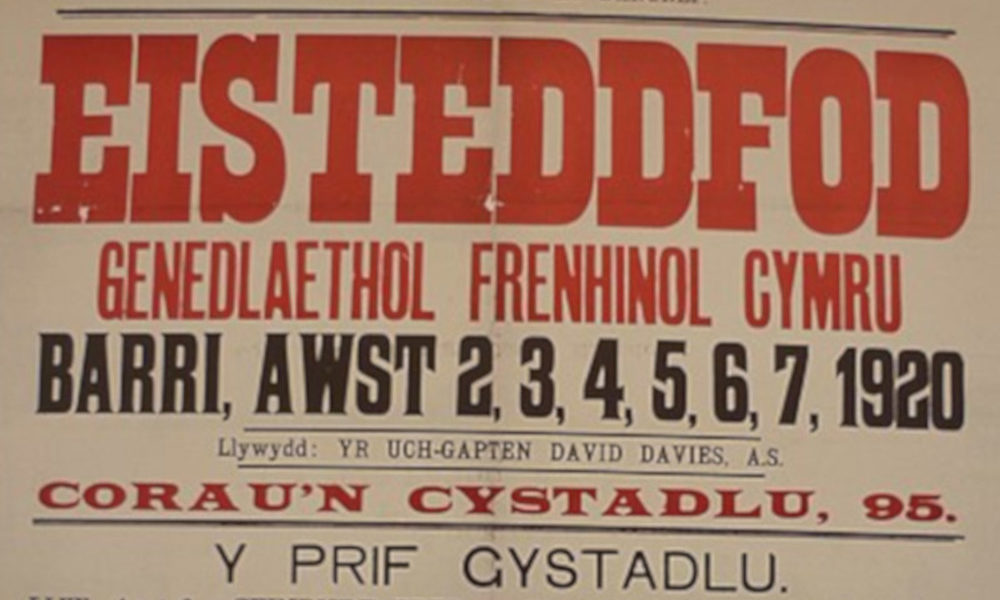 EISTEDDFOD
GENEDLAETHOL FRENHINOL CYMRU
BARRI, AWST 2, 3, 4, 5, 6, 7, 1920
Llywydd: YR UCH-GAPTEN DAVID DAVIES, A.S.
CORAU'N CYSTADLU, 95.
Y PRIF GYSTADLU.